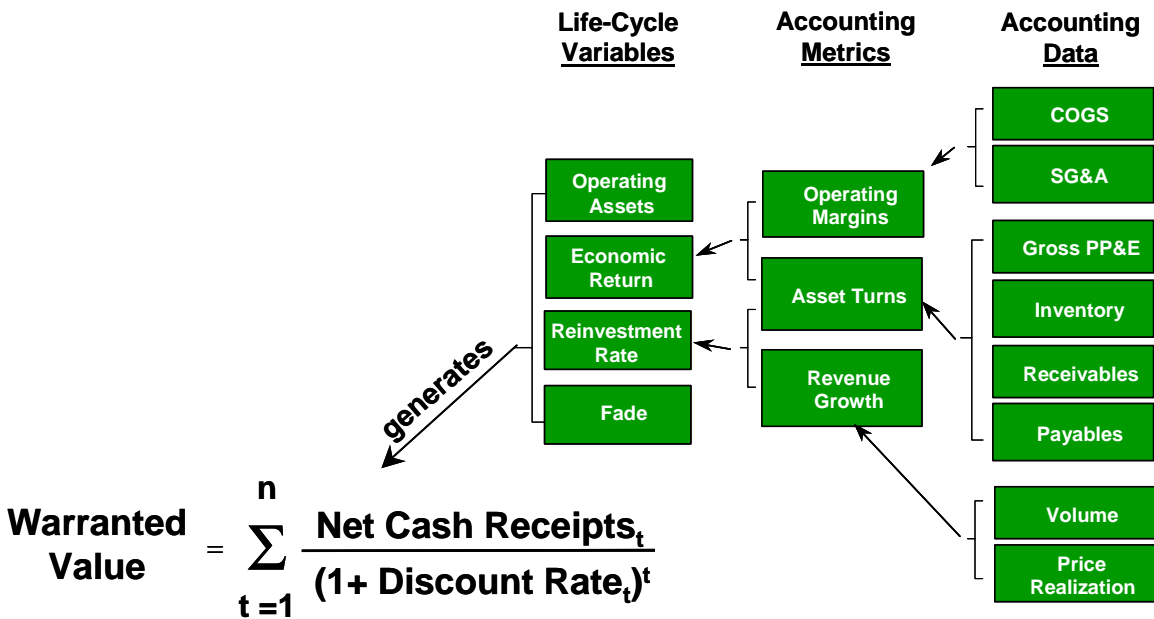 Life-Cycle
Variables
Accounting
Metrics
Accounting
Data
COGS
SG&A
Operating
Assets
Operating
Margins
Economic
Return
Gross PP&E
Asset Turns
Inventory
Reinvestment
Rate
Receivables
Revenue
Growth
Fade
Payables
generates
Volume
Price
Realization
Warranted
Value
=
n
∑
t =1
Net Cash Receiptsₜ
(1+ Discount Rateₜ)ᵗ